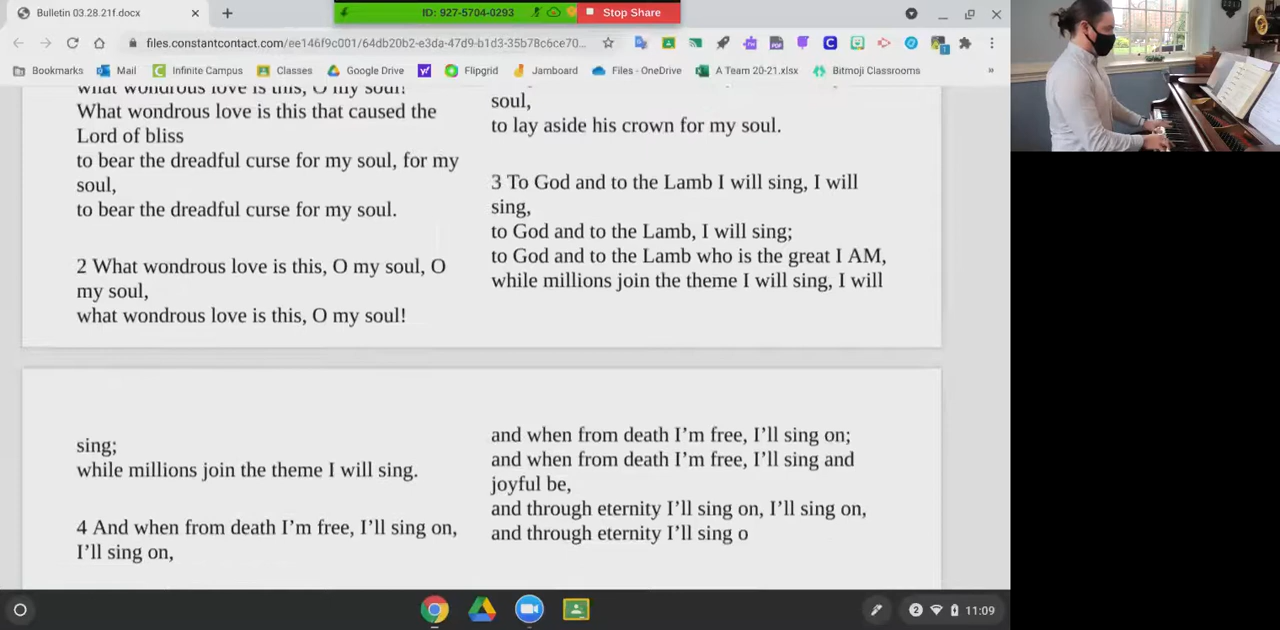 Bulletin 03.28.21f.docx
ID: 927-5704-0293
Stop Share
files.constantcontact.com/ee146f9c001/64db20b2-e3da-47d9-b1d3-35b78c6ce70...
Bookmarks
Mail
Infinite Campus
Classes
Google Drive
Flipgrid
Jamboard
Files - OneDrive
A Team 20-21.xlsx
Bitmoji Classrooms
»
what wondrous love is this, O my soul!
What wondrous love is this that caused the
Lord of bliss
to bear the dreadful curse for my soul, for my
soul,
to bear the dreadful curse for my soul.
2 What wondrous love is this, O my soul, O
my soul,
what wondrous love is this, O my soul!
soul,
to lay aside his crown for my soul.
3 To God and to the Lamb I will sing, I will
sing,
to God and to the Lamb, I will sing;
to God and to the Lamb who is the great I AM,
while millions join the theme I will sing, I will
sing;
while millions join the theme I will sing.
4 And when from death I’m free, I’ll sing on,
I’ll sing on,
and when from death I’m free, I’ll sing on;
and when from death I’m free, I’ll sing and
joyful be,
and through eternity I’ll sing on, I’ll sing on,
and through eternity I’ll sing o
2
11:09